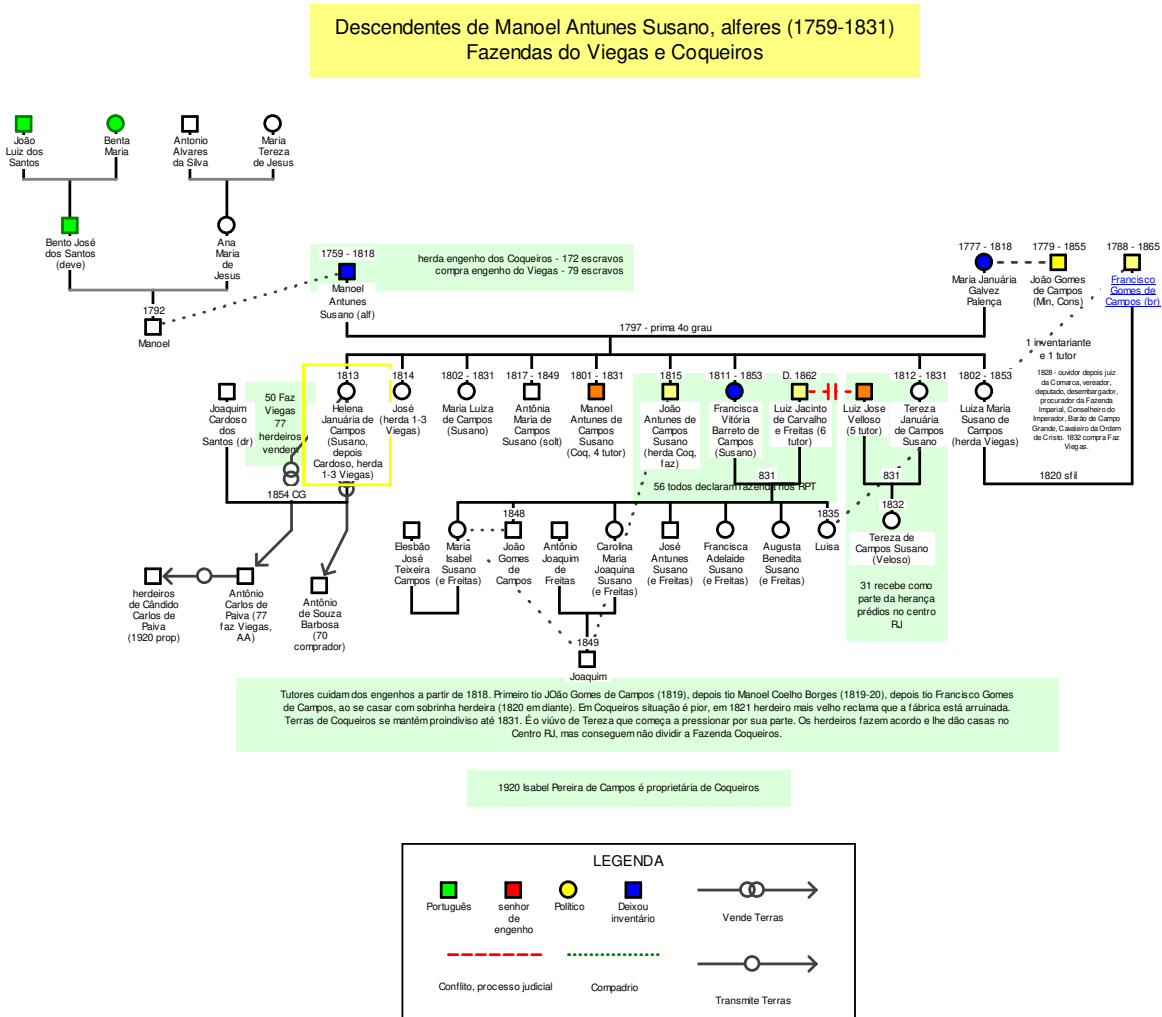 Descendentes de Manoel Antunes Susano, alferes (1759-1831)
Fazendas do Viegas e Coqueiros
João
Luiz dos
Santos
Benta
Maria
Antonio
Alvares
da Silva
Maria
Tereza
de Jesus
Bento José
dos Santos
(deve)
Ana
Maria
de
Jesus
1792
Manoel
1759 - 1818
Manoel
Antunes
Susano (alf)
herda engenho dos Coqueiros - 172 escravos
compra engenho do Viegas - 79 escravos
1777 - 1818
Maria Januária
Galvez
Palença
1779 - 1855
João Gomes
de Campos
(Min, Cons)
1788 - 1865
Francisco
Gomes de
Campos (br)
1797 - prima 4o grau
1 inventariante
e 1 tutor
1828 - ouvidor depois juiz
da Comarca, vereador,
deputado, desembargador,
procurador da Fazenda
Imperial, Conselheiro do
Imperador, Barão de Campo
Grande, Cavaleiro da Ordem
de Cristo. 1832 compra Faz
Viegas.
Joaquim
Cardoso
dos
Santos (dr)
50 Faz
Viegas
77
herdeiros
vendem
1813
Helena
Januária de
Campos
(Susano,
depois
Cardoso, herda
1-3 Viegas)
1814
José
(herda 1-3
Viegas)
1802 - 1831
Maria Luiza
de Campos
(Susano)
1817 - 1849
Antônia
Maria de
Campos
Susano (solt)
1801 - 1831
Manoel
Antunes de
Campos
Susano
(Coq, 4 tutor)
1815
João
Antunes de
Campos
Susano
(herda Coq,
faz)
1811 - 1853
Francisca
Vitória
Barreto de
Campos
(Susano)
D. 1862
Luiz Jacinto
de Carvalho
e Freitas (6
tutor)
Luiz Jose
Velloso
(5 tutor)
1812 - 1831
Tereza
Januária de
Campos
Susano
1802 - 1853
Luiza Maria
Susano de
Campos
(herda Viegas)
1854 CG
831
831
1820 sfil
56 todos declaram fazenda nos RPT
Elesbão
José
Teixeira
Campos
Maria
Isabel
Susano
(e Freitas)
1848
João
Gomes
de
Campos
Antônio
Joaquim
de
Freitas
Carolina
Maria
Joaquina
Susano
(e Freitas)
José
Antunes
Susano
(e Freitas)
Francisca
Adelaide
Susano
(e Freitas)
Augusta
Benedita
Susano
(e Freitas)
1835
Luisa
1832
Tereza de
Campos Susano
(Veloso)
31 recebe como
parte da herança
prédios no centro
RJ
herdeiros
de Cândido
Carlos de
Paiva
(1920 prop)
Antônio
Carlos de
Paiva (77
faz Viegas,
AA)
Antônio
de Souza
Barbosa
(70
comprador)
1849
Joaquim
Tutores cuidam dos engenhos a partir de 1818. Primeiro tio JOão Gomes de Campos (1819), depois tio Manoel Coelho Borges (1819-20), depois tio Francisco Gomes
de Campos, ao se casar com sobrinha herdeira (1820 em diante). Em Coqueiros situação é pior, em 1821 herdeiro mais velho reclama que a fábrica está arruinada.
Terras de Coqueiros se mantém proindiviso até 1831. É o viúvo de Tereza que começa a pressionar por sua parte. Os herdeiros fazem acordo e lhe dão casas no
Centro RJ, mas conseguem não dividir a Fazenda Coqueiros.
1920 Isabel Pereira de Campos é proprietária de Coqueiros
LEGENDA
Português
senhor
de
engenho
Político
Deixou
inventário
Vende Terras
Conflito, processo judicial
Compadrio
Transmite Terras